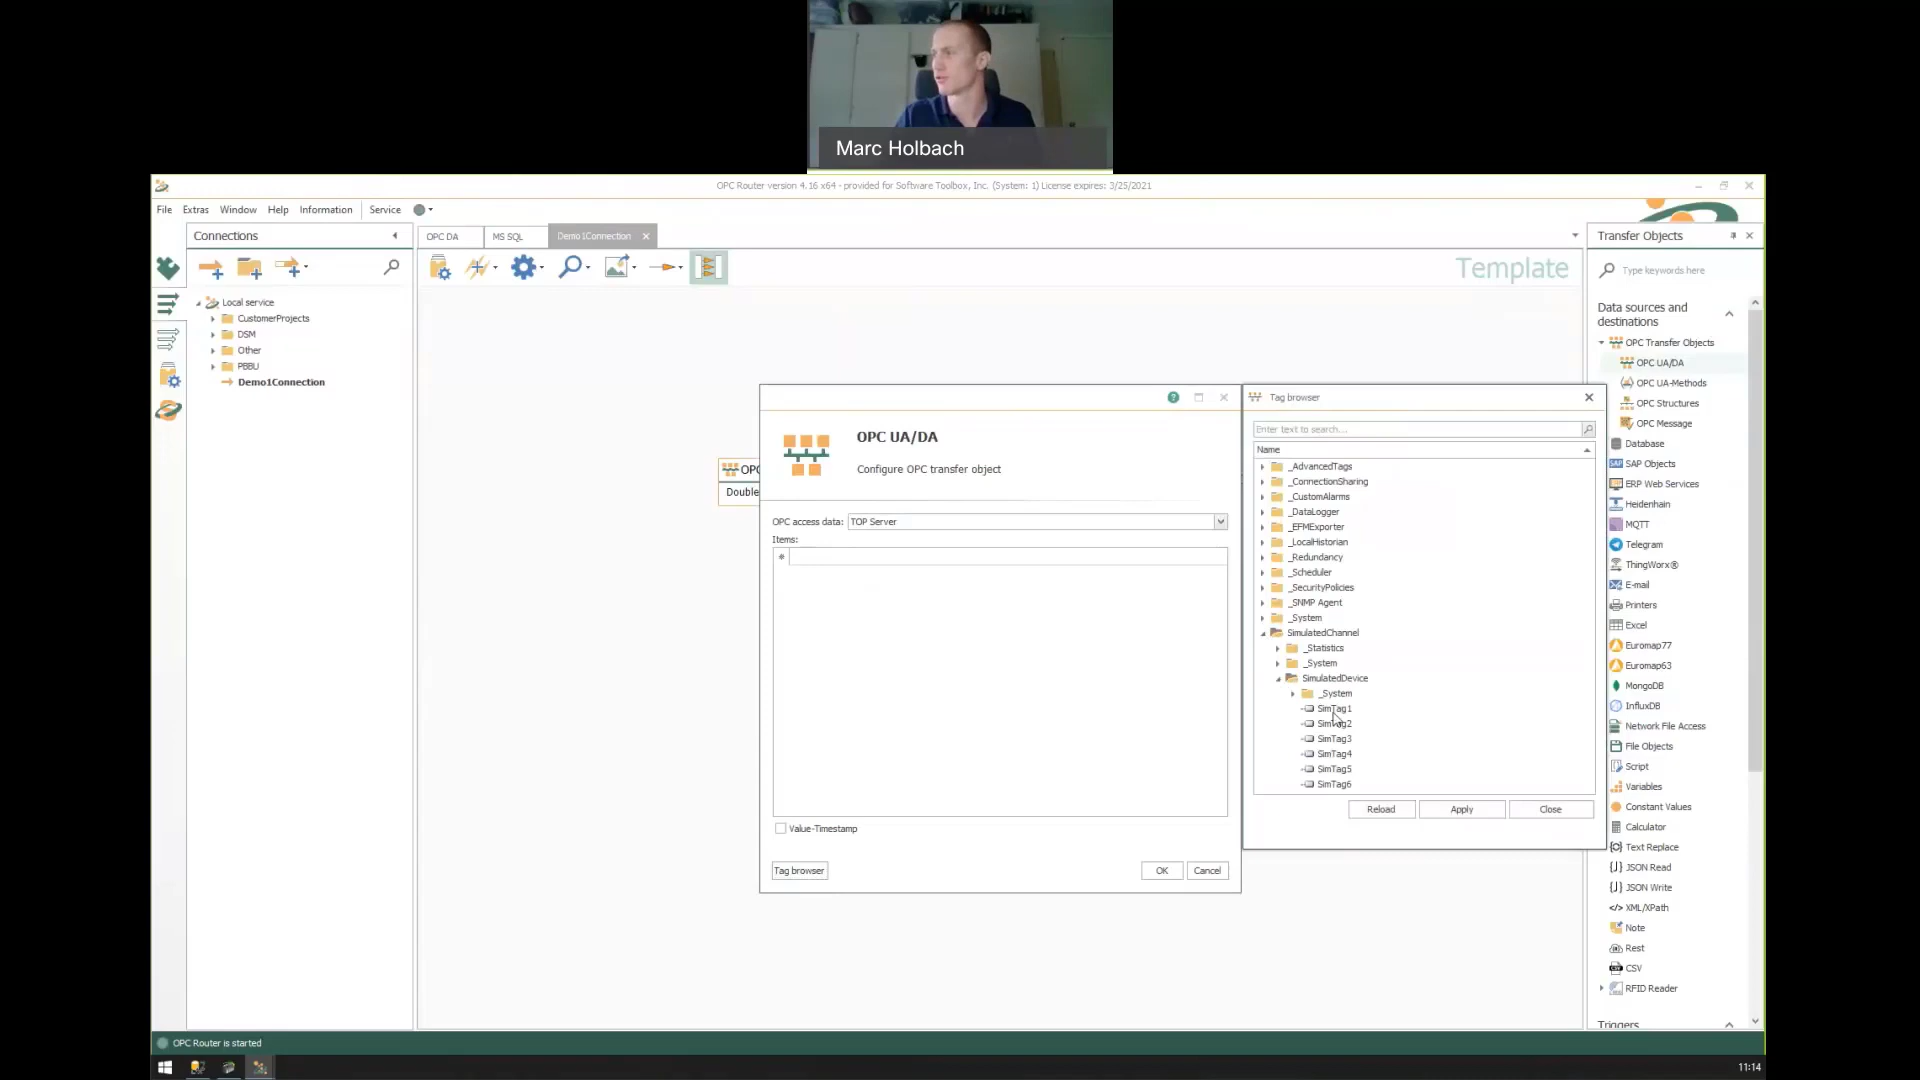 Marc Holbach
OPC Router version 4.16 x64 - provided for Software Toolbox, Inc. (System: 1) License expires: 3/25/2021
File Extras Window Help Information Service
Connections
Local service
CustomerProjects
DSM
Other
PBBU
Demo1Connection
OPC DA
MS SQL
Demo1Connection
Template
OPC
Double
OPC UA/DA
Configure OPC transfer object
OPC access data: TOP Server
Items:
Value-Timestamp
Tag browser
OK
Cancel
Tag browser
Enter text to search...
Name
_AdvancedTags
_ConnectionSharing
_CustomAlarms
_DataLogger
_EFMExporter
_LocalHistorian
_Redundancy
_Scheduler
_SecurityPolicies
_SNMP Agent
_System
SimulatedChannel
_Statistics
_System
SimulatedDevice
_System
SimTag1
SimTag2
SimTag3
SimTag4
SimTag5
SimTag6
Reload
Apply
Close
Transfer Objects
Type keywords here
Data sources and
destinations
OPC Transfer Objects
OPC UA/DA
OPC UA-Methods
OPC Structures
OPC Message
Database
SAP SAP Objects
ERP Web Services
Heidenhain
MQTT
Telegram
ThingWorx®
E-mail
Printers
Excel
Euromap77
Euromap63
MongoDB
InfluxDB
Network File Access
File Objects
Script
Variables
Constant Values
Calculator
Text Replace
JSON Read
JSON Write
XML/XPath
Note
Rest
CSV
RFID Reader
Triggers
OPC Router is started
11:14